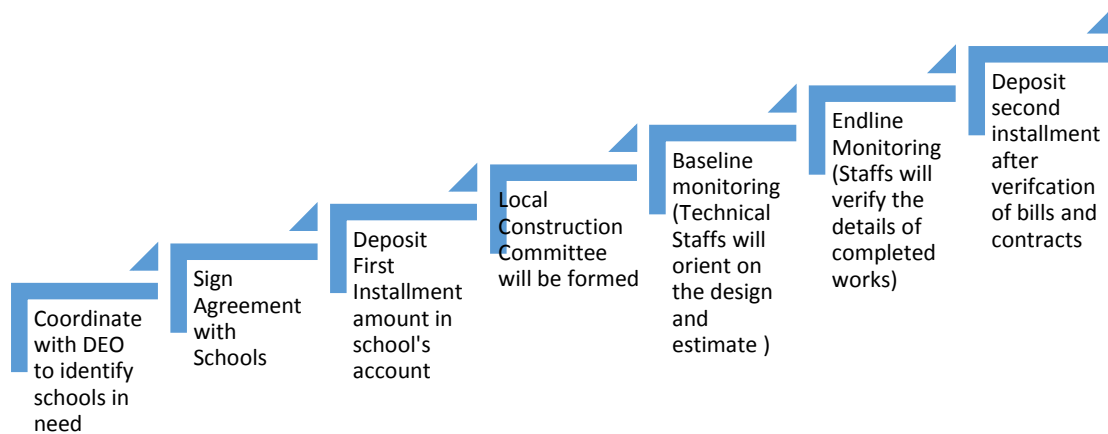 Coordinate
with DEO
to identify
schools in
need
Sign
Agreement
with
Schools
Deposit
First
Installment
amount in
school's
account
Local
Construction
Committee
will be formed
Baseline
monitoring
(Technical
Staffs will
orient on
the design
and
estimate )
Endline
Monitoring
(Staffs will
verify the
details of
completed
works)
Deposit
second
installment
after
verifcation
of bills and
contracts